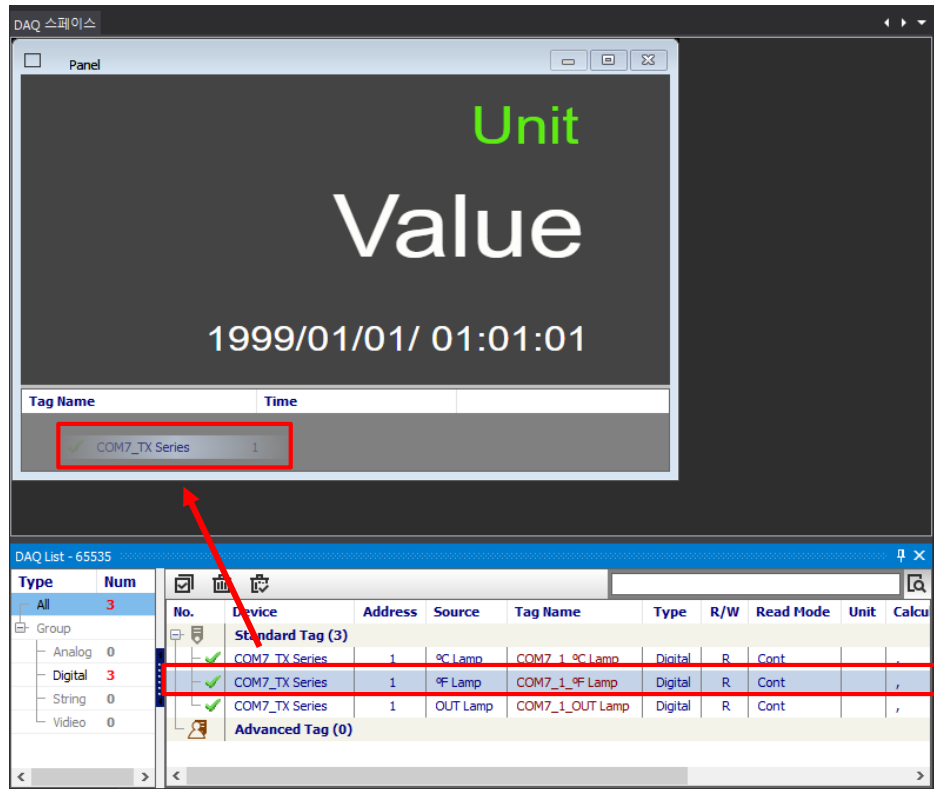 DAQ 스페이스
Panel
Unit
Value
1999/01/01/ 01:01:01
Tag Name Time
COM7_TX Series 1
DAQ List - 65535
Type Num
All 3
Group
Analog 0
Digital 3
String 0
Vidieo 0
No. Device Address Source Tag Name Type R/W Read Mode Unit Calcu
Standard Tag (3)
COM7_TX Series 1 ºC Lamp COM7_1_ºC Lamp Digital R Cont ,
COM7_TX Series 1 ºF Lamp COM7_1_ºF Lamp Digital R Cont ,
COM7_TX Series 1 OUT Lamp COM7_1_OUT Lamp Digital R Cont ,
Advanced Tag (0)